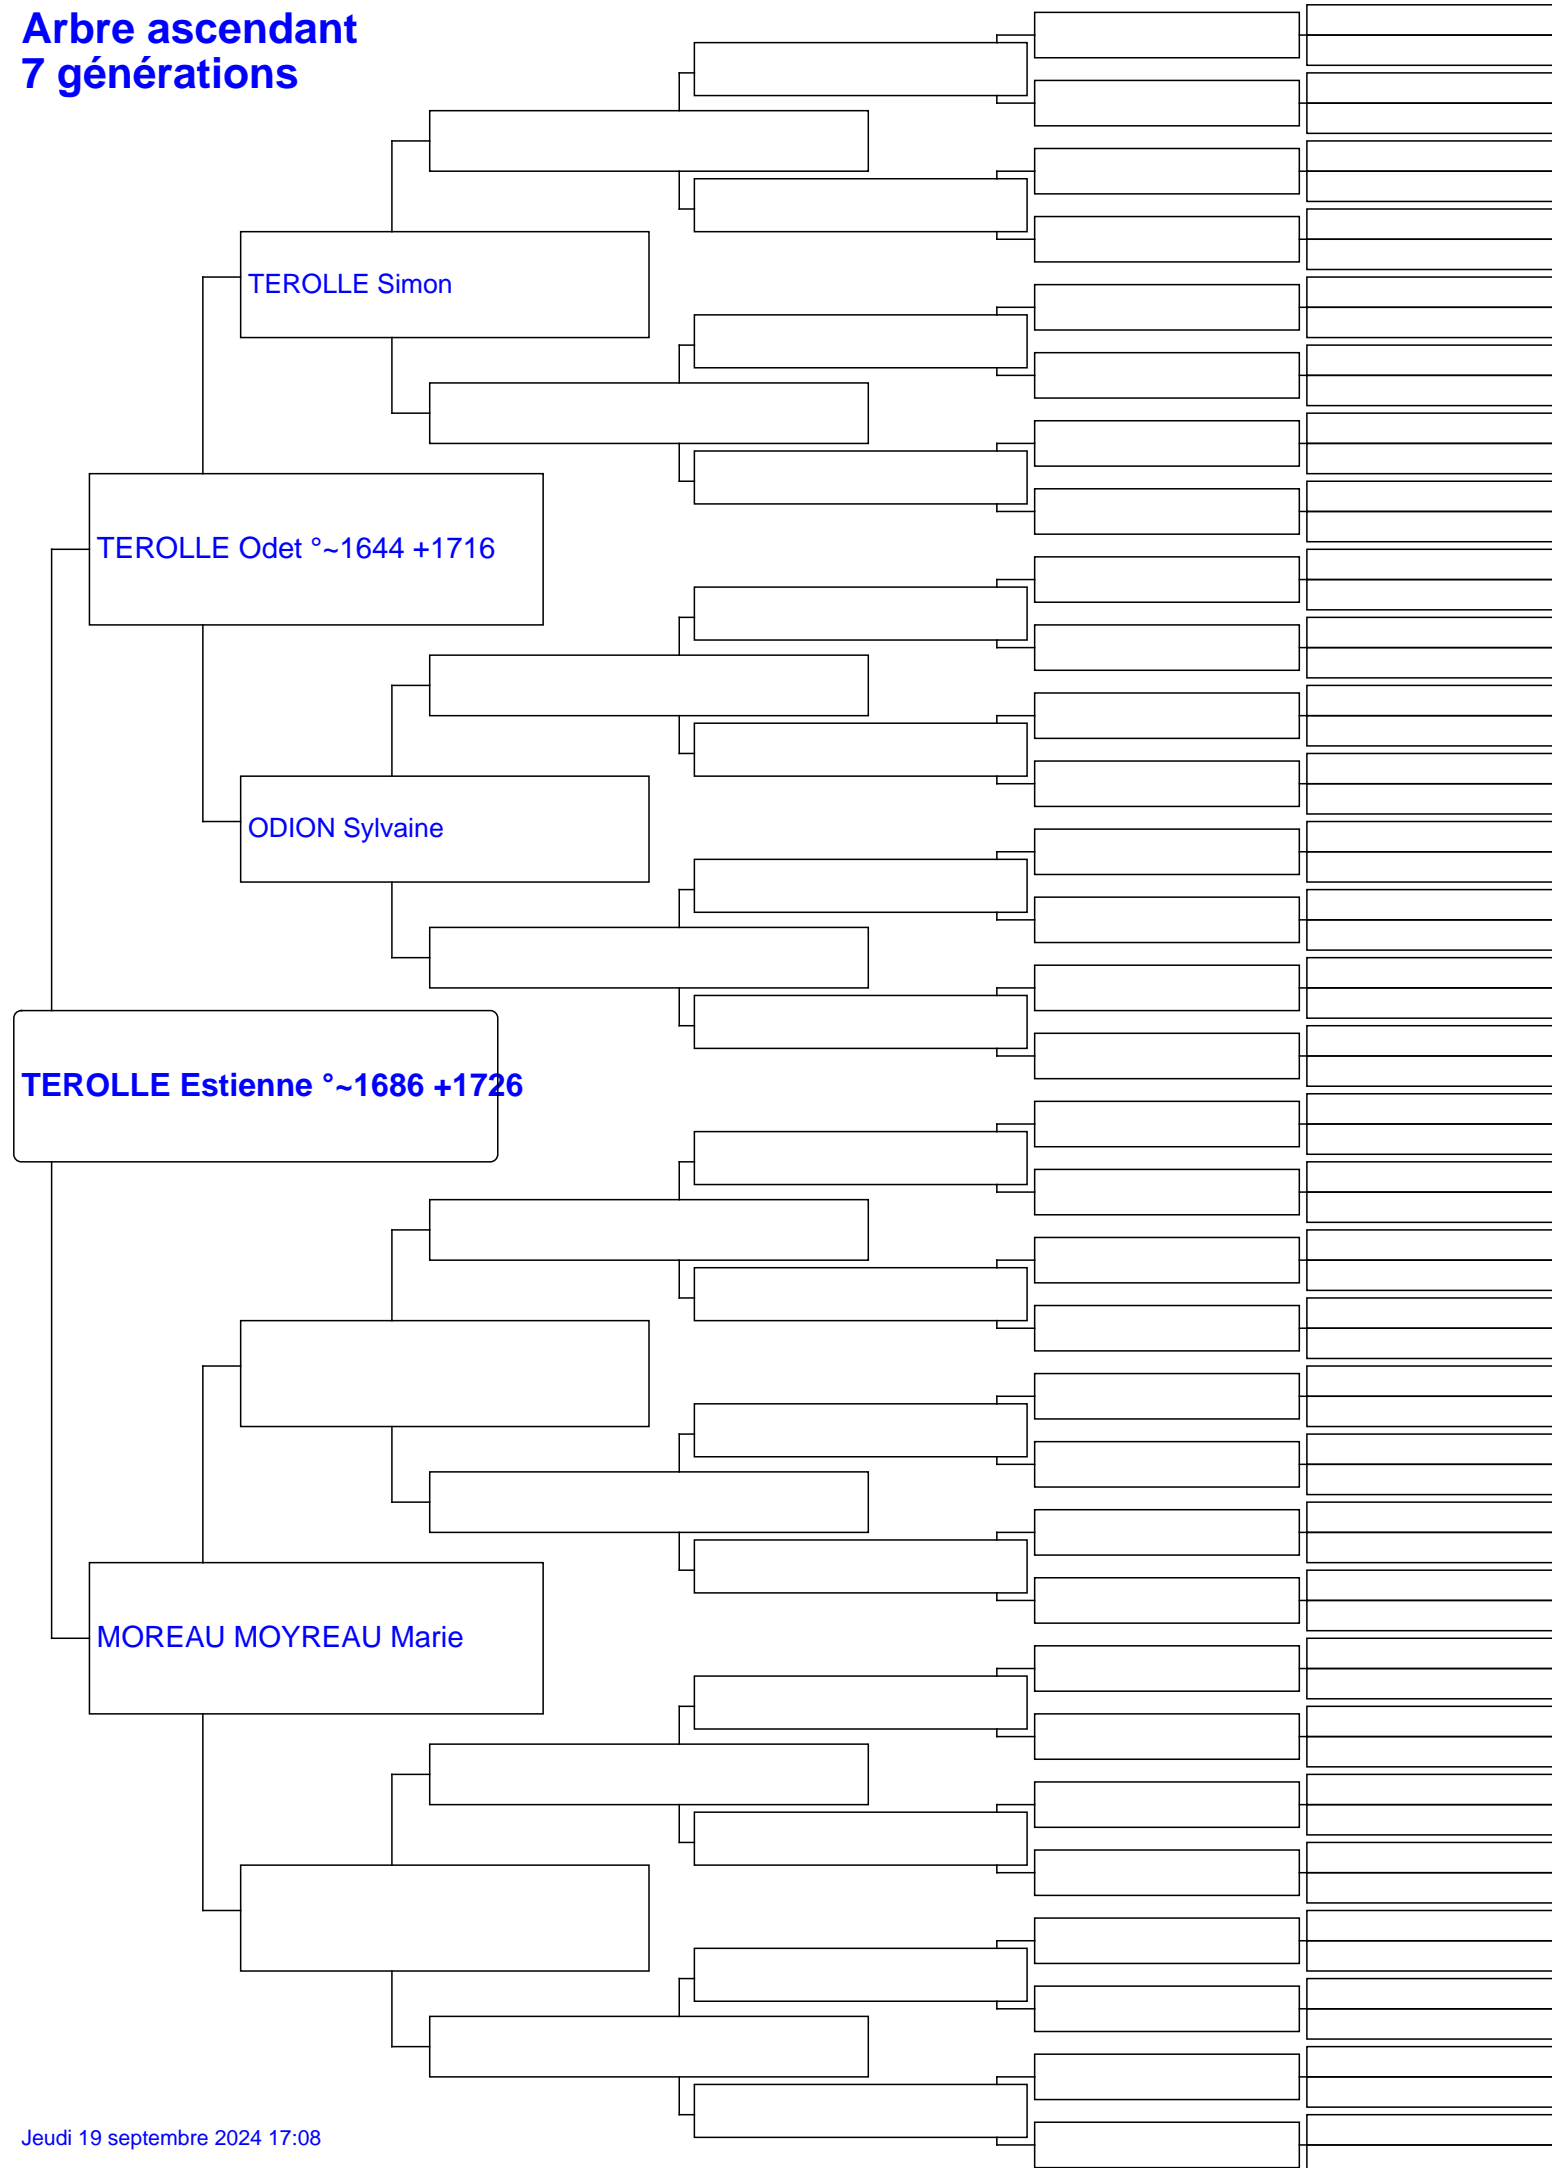 Arbre ascendant
7 générations
TEROLLE Simon
TEROLLE Odet °~1644 +1716
ODION Sylvaine
TEROLLE Estienne °~1686 +1726
MOREAU MOYREAU Marie
Jeudi 19 septembre 2024 17:08